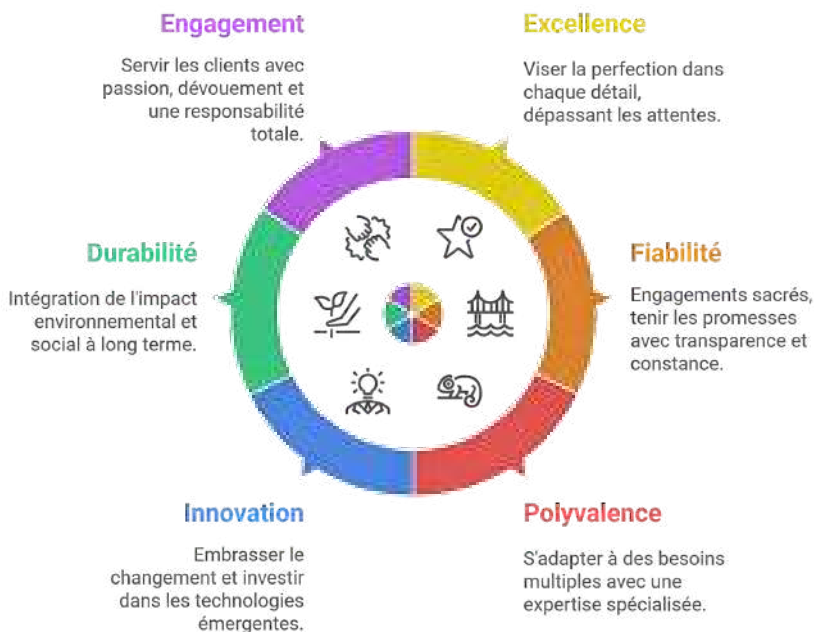 Engagement
Servir les clients avec
passion, dévouement et
une responsabilité
totale.
Excellence
Viser la perfection dans
chaque détail,
dépassant les attentes.
Durabilité
Intégration de l'impact
environnemental et
social à long terme.
Fiabilité
Engagements sacrés,
tenir les promesses
avec transparence et
constance.
Innovation
Embrasser le
changement et investir
dans les technologies
émergentes.
Polyvalence
S'adapter à des besoins
multiples avec une
expertise spécialisée.